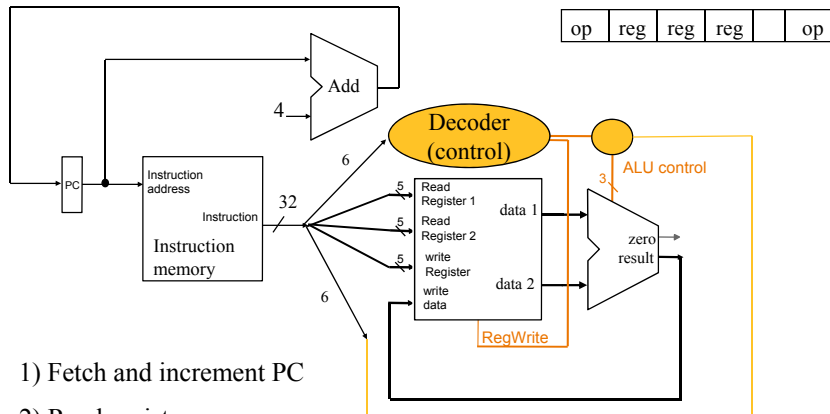 op reg reg reg op
Add
4
Decoder
(control)
6
ALU control
3
PC
Instruction
address
Instruction
Instruction
memory
32
5
Read
Register 1
data 1
5
Read
Register 2
5
write
Register
data 2
write
data
zero
result
6
RegWrite
1) Fetch and increment PC